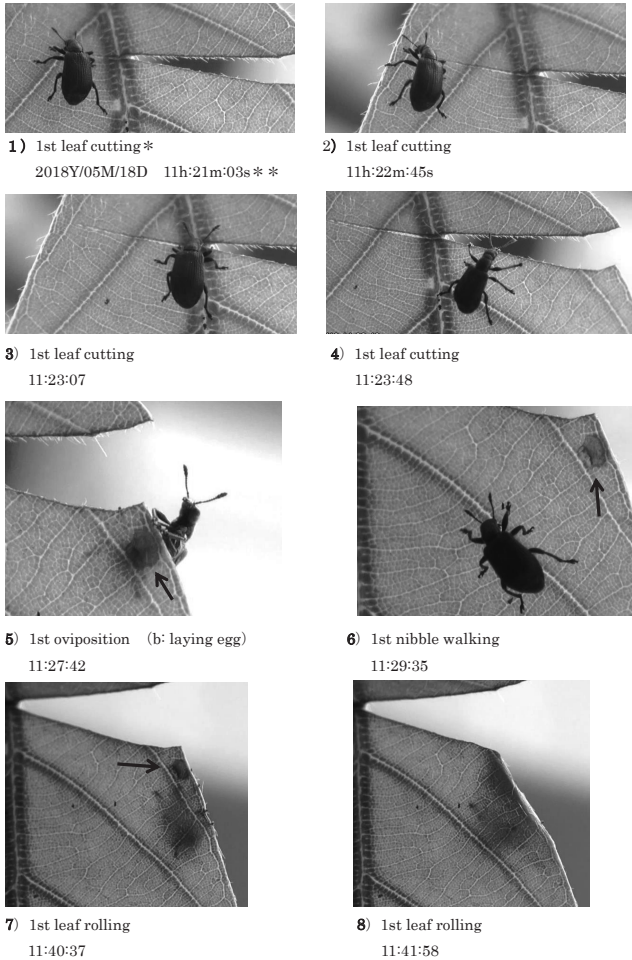 1) 1st leaf cutting＊
2018Y/05M/18D 11h:21m:03s＊＊
2) 1st leaf cutting
11h:22m:45s
3) 1st leaf cutting
11:23:07
4) 1st leaf cutting
11:23:48
5) 1st oviposition (b: laying egg)
11:27:42
6) 1st nibble walking
11:29:35
7) 1st leaf rolling
11:40:37
8) 1st leaf rolling
11:41:58